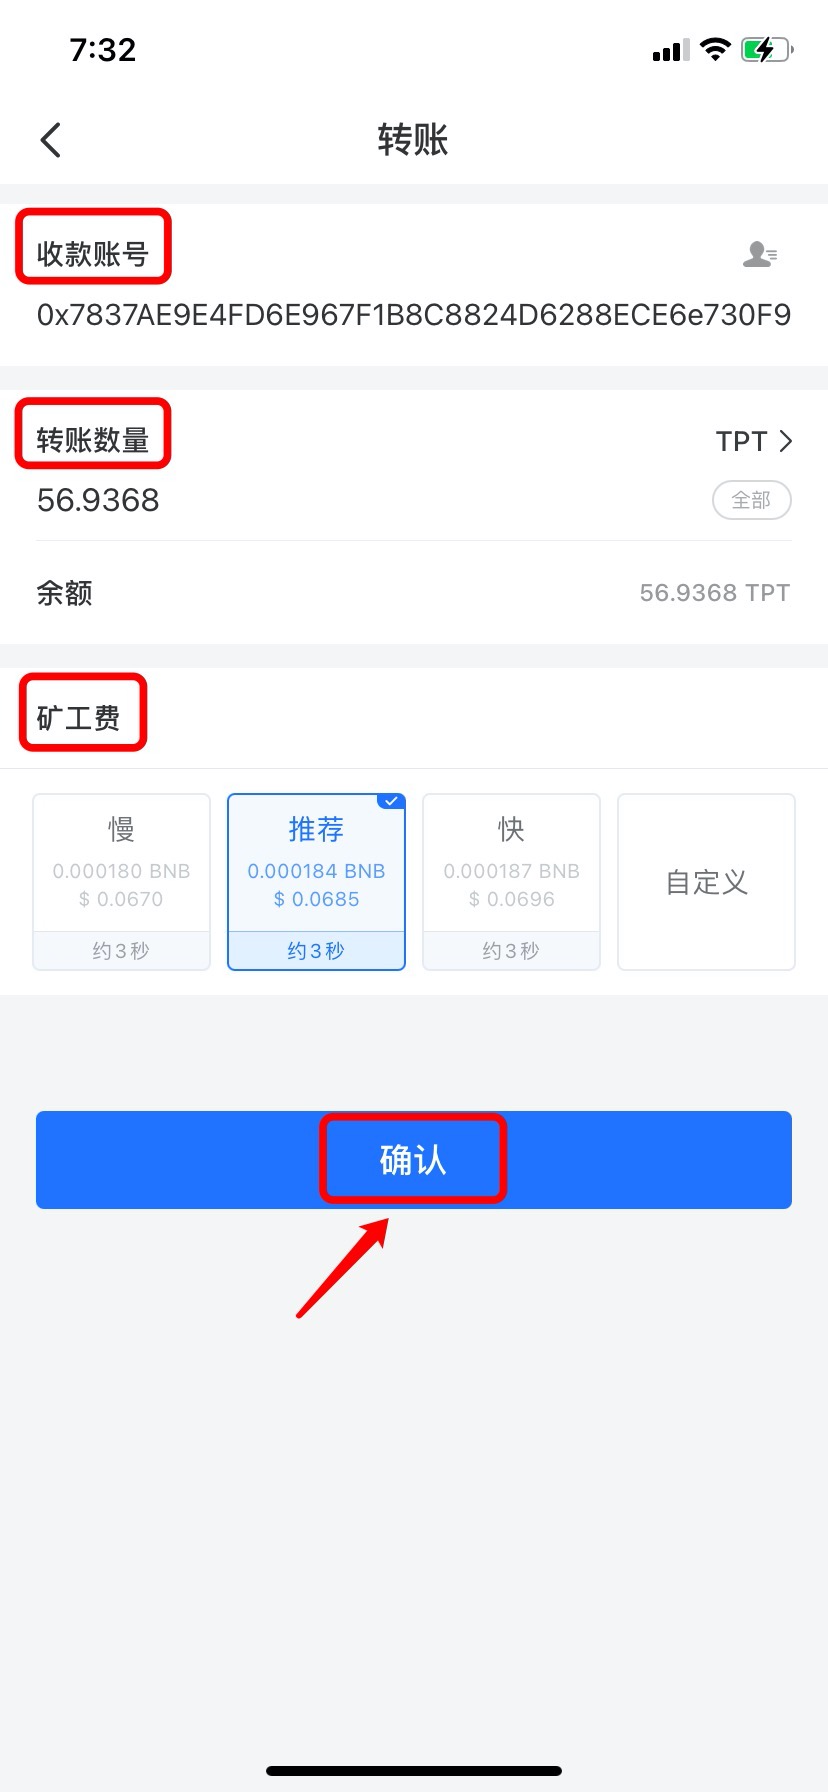 7:32
转账
收款账号
0x7837AE9E4FD6E967F1B8C8824D6288ECE6e730F9
转账数量
TPT
56.9368
全部
余额
56.9368 TPT
矿工费
慢
0.000180 BNB
$ 0.0670
约3秒
推荐
0.000184 BNB
$ 0.0685
约3秒
快
0.000187 BNB
$ 0.0696
约3秒
自定义
确认